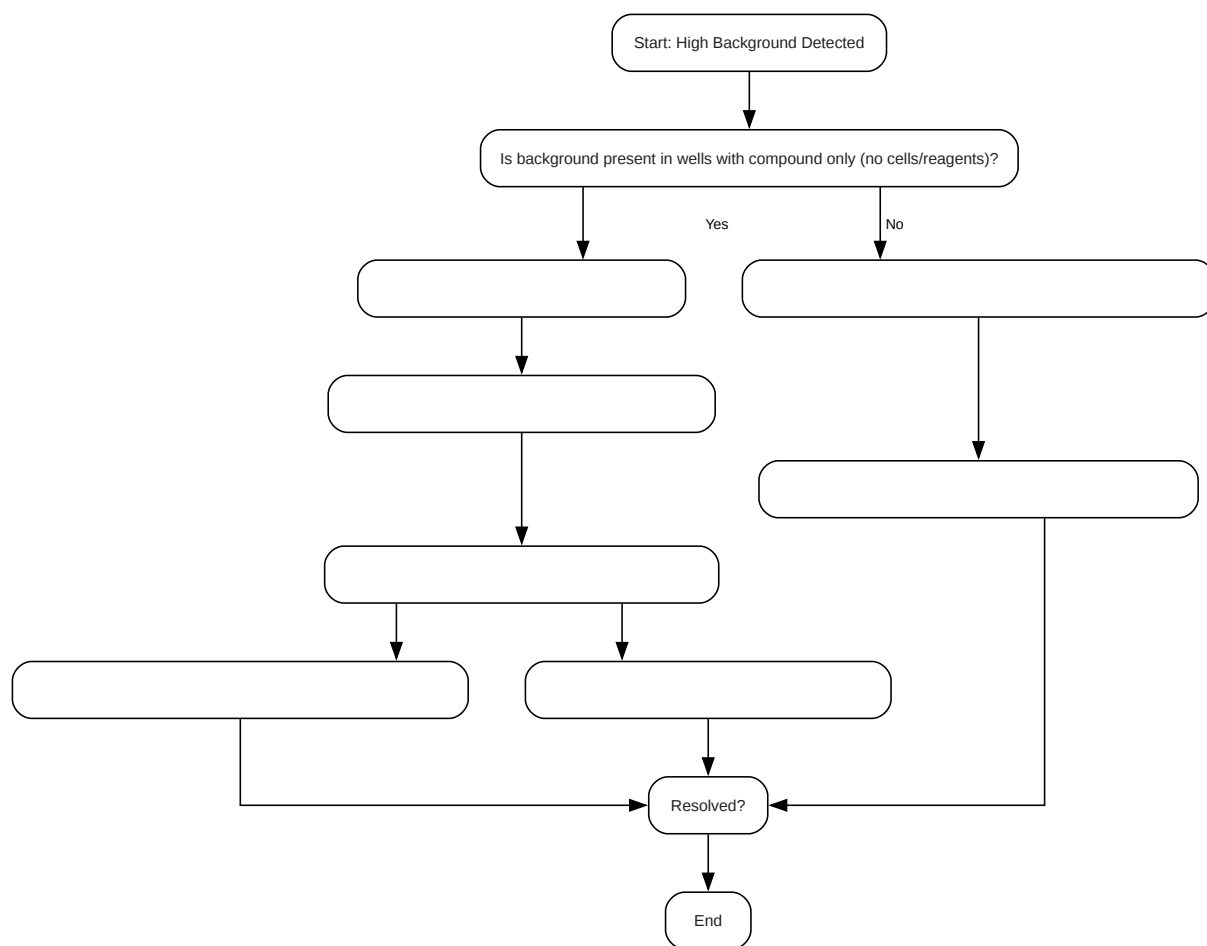 Start: High Background Detected
Is background present in wells with compound only (no cells/reagents)?
Yes
No
Resolved?
End